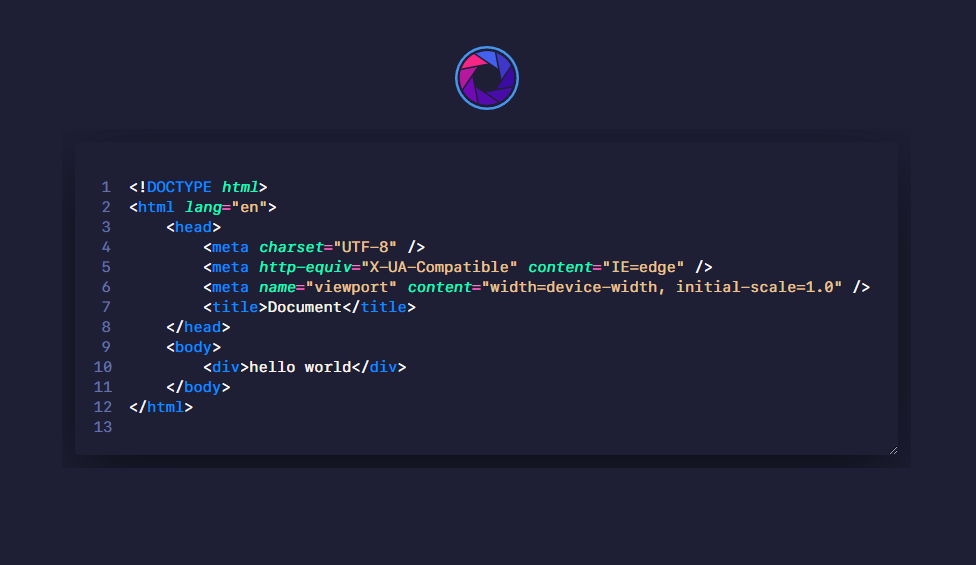 1 <!DOCTYPE html>
2 <html lang="en">
3     <head>
4         <meta charset="UTF-8" />
5         <meta http-equiv="X-UA-Compatible" content="IE=edge" />
6         <meta name="viewport" content="width=device-width, initial-scale=1.0" />
7         <title>Document</title>
8     </head>
9     <body>
10         <div>hello world</div>
11     </body>
12 </html>
13